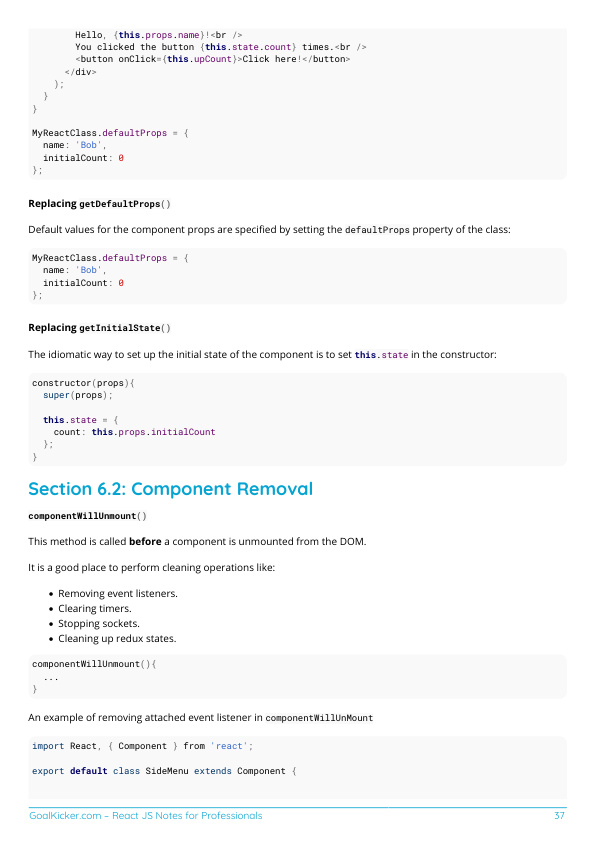 Hello, {this.props.name}!<br />
        You clicked the button {this.state.count} times.<br />
        <button onClick={this.upCount}>Click here!</button>
      </div>
    );
  }
}

MyReactClass.defaultProps = {
  name: 'Bob',
  initialCount: 0
};

Replacing getDefaultProps()

Default values for the component props are specified by setting the defaultProps property of the class:

MyReactClass.defaultProps = {
  name: 'Bob',
  initialCount: 0
};

Replacing getInitialState()

The idiomatic way to set up the initial state of the component is to set this.state in the constructor:

constructor(props){
  super(props);

  this.state = {
    count: this.props.initialCount
  };
}

Section 6.2: Component Removal

componentWillUnmount()

This method is called before a component is unmounted from the DOM.

It is a good place to perform cleaning operations like:

• Removing event listeners.
• Clearing timers.
• Stopping sockets.
• Cleaning up redux states.

componentWillUnmount(){
  ...
}

An example of removing attached event listener in componentWillUnMount

import React, { Component } from 'react';

export default class SideMenu extends Component {

GoalKicker.com – React JS Notes for Professionals 37